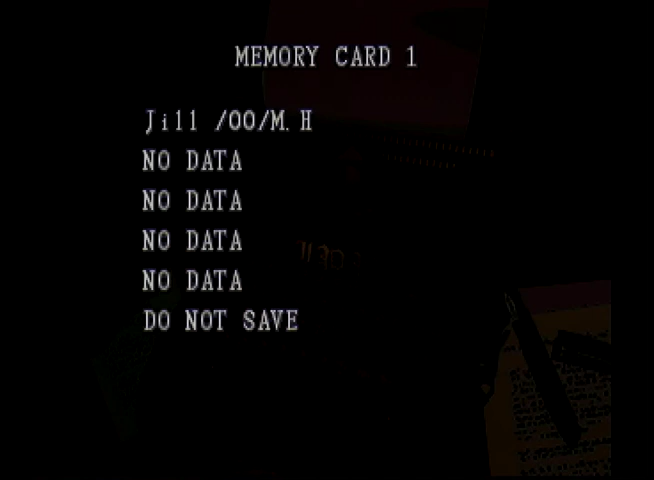 MEMORY CARD 1
Jill /00/M.H
NO DATA
NO DATA
NO DATA
NO DATA
DO NOT SAVE